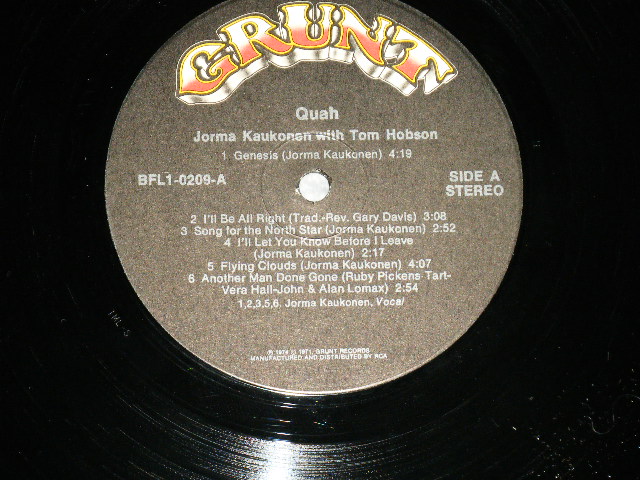 GRUNT
Quah
Jorma Kaukonen with Tom Hobson
1 Genesis (Jorma Kaukonen) 4:19
BFL1-0209-A
SIDE A
STEREO
2 I'll Be All Right (Trad.-Rev. Gary Davis) 3:08
3 Song for the North Star (Jorma Kaukonen) 2:52
4 I'll Let You Know Before I Leave
(Jorma Kaukonen) 2:17
5 Flying Clouds (Jorma Kaukonen) 4:07
6 Another Man Done Gone (Ruby Pickens Tart-
Vera Hall-John & Alan Lomax) 2:54
1,2,3,5,6. Jorma Kaukonen, Vocal
℗ 1974 © 1971, GRUNT RECORDS
MANUFACTURED AND DISTRIBUTED BY RCA